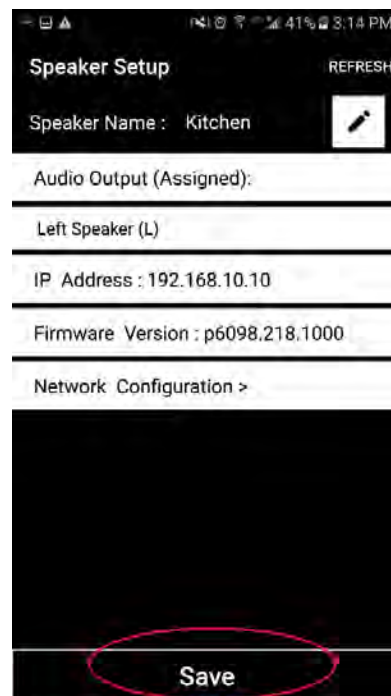 41% 3:14 PM
Speaker Setup REFRESH
Speaker Name : Kitchen
Audio Output (Assigned):
Left Speaker (L)
IP Address : 192.168.10.10
Firmware Version : p6098.218.1000
Network Configuration >
Save